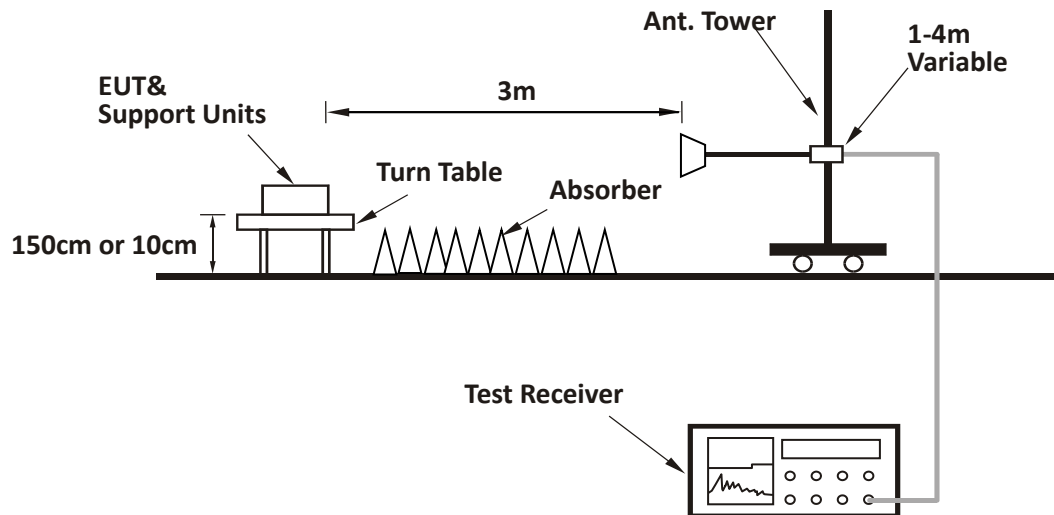 Ant. Tower
1-4m
Variable
EUT&
Support Units
3m
Turn Table
Absorber
150cm or 10cm
Test Receiver